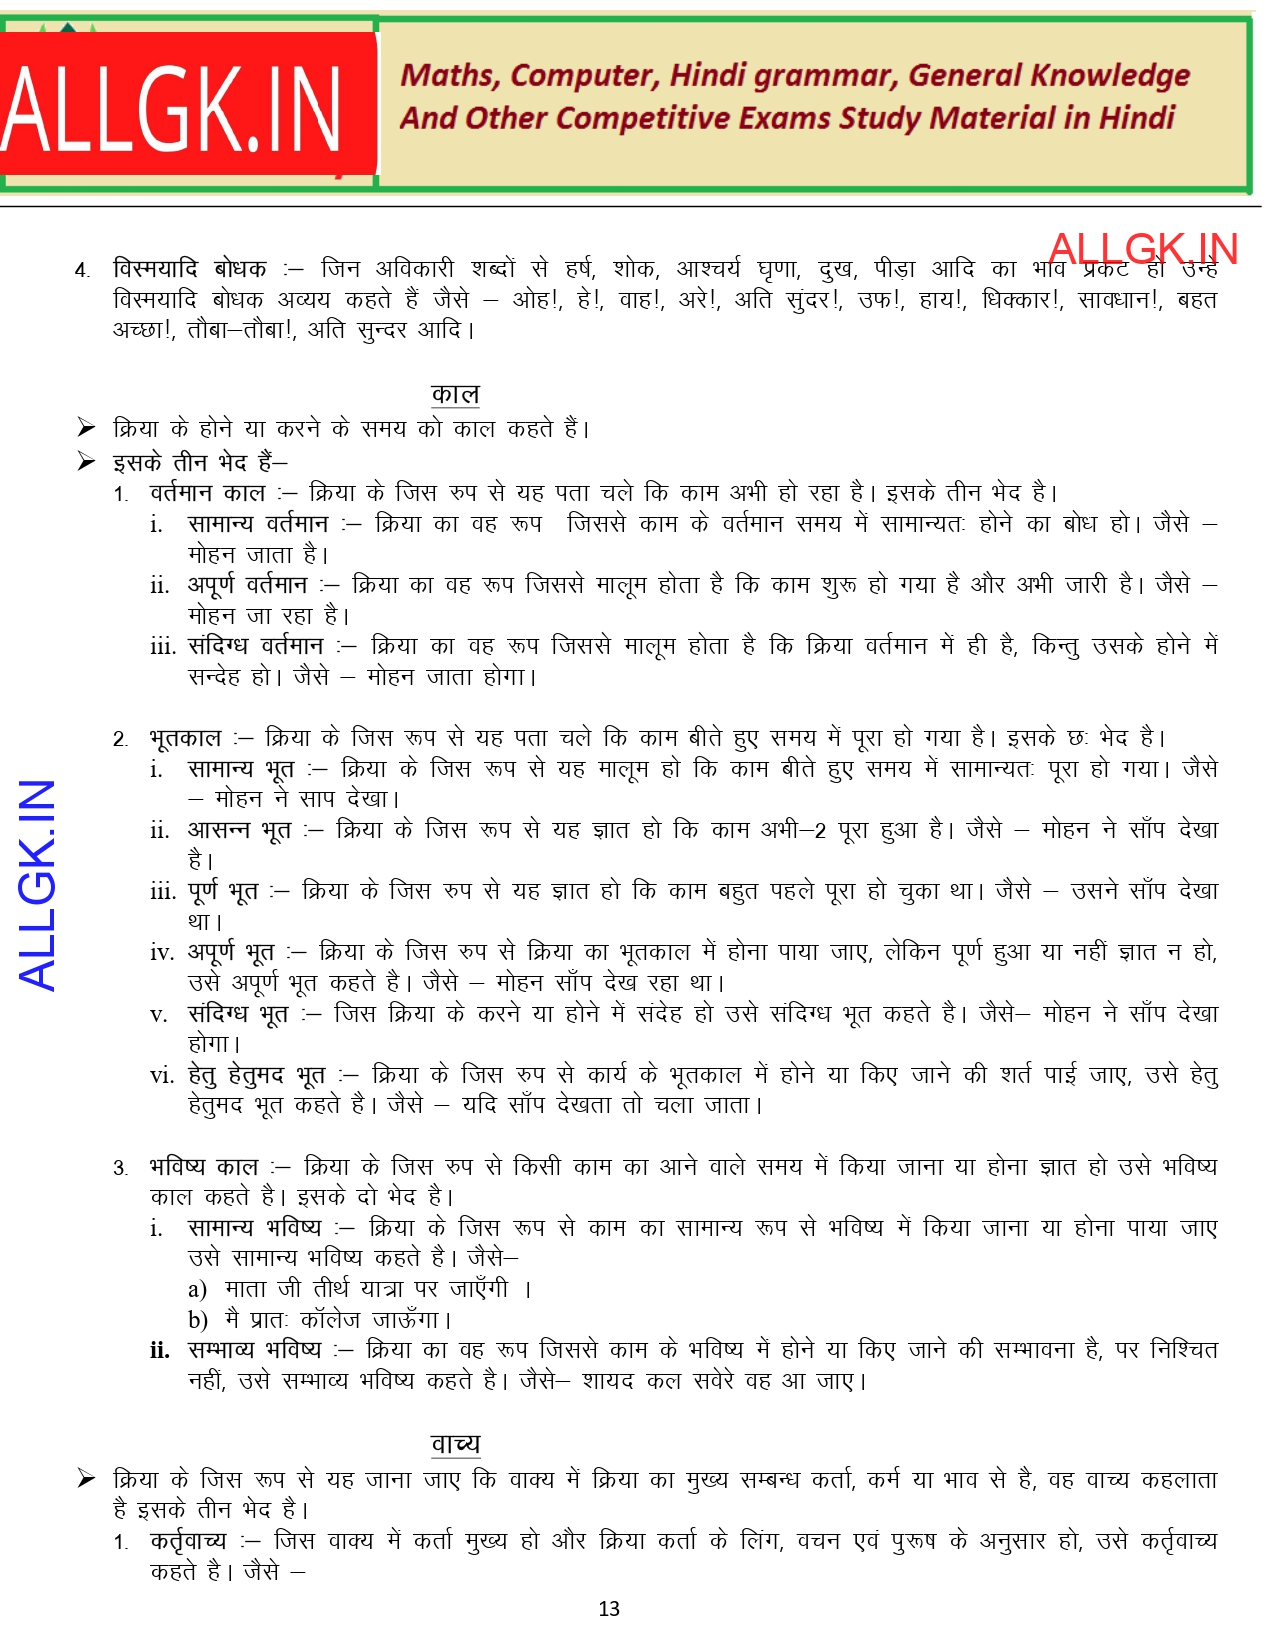 ALLGK.IN
Maths, Computer, Hindi grammar, General Knowledge
And Other Competitive Exams Study Material in Hindi
ALLGK.IN
4. विस्मयादि बोधक :– जिन अविकारी शब्दों से हर्ष, शोक, आश्चर्य घृणा, दुख, पीड़ा आदि का भाव प्रकट हो उन्हे
विस्मयादि बोधक अव्यय कहते हैं जैसे – ओह!, हे!, वाह!, अरे!, अति सुंदर!, उफ!, हाय!, धिक्कार!, सावधान!, बहत
अच्छा!, तौबा–तौबा!, अति सुन्दर आदि।
काल
➢ क्रिया के होने या करने के समय को काल कहते हैं।
➢ इसके तीन भेद हैं–
1. वर्तमान काल :– क्रिया के जिस रुप से यह पता चले कि काम अभी हो रहा है। इसके तीन भेद है।
i. सामान्य वर्तमान :– क्रिया का वह रूप जिससे काम के वर्तमान समय में सामान्यतः होने का बोध हो। जैसे –
मोहन जाता है।
ii. अपूर्ण वर्तमान :– क्रिया का वह रूप जिससे मालूम होता है कि काम शुरू हो गया है और अभी जारी है। जैसे –
मोहन जा रहा है।
iii. संदिग्ध वर्तमान :– क्रिया का वह रूप जिससे मालूम होता है कि क्रिया वर्तमान में ही है, किन्तु उसके होने में
सन्देह हो। जैसे – मोहन जाता होगा।
2. भूतकाल :– क्रिया के जिस रूप से यह पता चले कि काम बीते हुए समय में पूरा हो गया है। इसके छः भेद है।
i. सामान्य भूत :– क्रिया के जिस रूप से यह मालूम हो कि काम बीते हुए समय में सामान्यतः पूरा हो गया। जैसे
– मोहन ने साप देखा।
ii. आसन्न भूत :– क्रिया के जिस रूप से यह ज्ञात हो कि काम अभी–2 पूरा हुआ है। जैसे – मोहन ने साँप देखा
है।
iii. पूर्ण भूत :– क्रिया के जिस रुप से यह ज्ञात हो कि काम बहुत पहले पूरा हो चुका था। जैसे – उसने साँप देखा
था।
iv. अपूर्ण भूत :– क्रिया के जिस रुप से क्रिया का भूतकाल में होना पाया जाए, लेकिन पूर्ण हुआ या नहीं ज्ञात न हो,
उसे अपूर्ण भूत कहते है। जैसे – मोहन साँप देख रहा था।
v. संदिग्ध भूत :– जिस क्रिया के करने या होने में संदेह हो उसे संदिग्ध भूत कहते है। जैसे– मोहन ने साँप देखा
होगा।
vi. हेतु हेतुमद भूत :– क्रिया के जिस रुप से कार्य के भूतकाल में होने या किए जाने की शर्त पाई जाए, उसे हेतु
हेतुमद भूत कहते है। जैसे – यदि साँप देखता तो चला जाता।
3. भविष्य काल :– क्रिया के जिस रुप से किसी काम का आने वाले समय में किया जाना या होना ज्ञात हो उसे भविष्य
काल कहते है। इसके दो भेद है।
i. सामान्य भविष्य :– क्रिया के जिस रूप से काम का सामान्य रूप से भविष्य में किया जाना या होना पाया जाए
उसे सामान्य भविष्य कहते है। जैसे–
a) माता जी तीर्थ यात्रा पर जाएँगी ।
b) मै प्रातः कॉलेज जाऊँगा।
ii. सम्भाव्य भविष्य :– क्रिया का वह रूप जिससे काम के भविष्य में होने या किए जाने की सम्भावना है, पर निश्चित
नहीं, उसे सम्भाव्य भविष्य कहते है। जैसे– शायद कल सवेरे वह आ जाए।
वाच्य
➢ क्रिया के जिस रूप से यह जाना जाए कि वाक्य में क्रिया का मुख्य सम्बन्ध कर्ता, कर्म या भाव से है, वह वाच्य कहलाता
है इसके तीन भेद है।
1. कर्तृवाच्य :– जिस वाक्य में कर्ता मुख्य हो और क्रिया कर्ता के लिंग, वचन एवं पुरूष के अनुसार हो, उसे कर्तृवाच्य
कहते है। जैसे –
13
ALLGK.IN